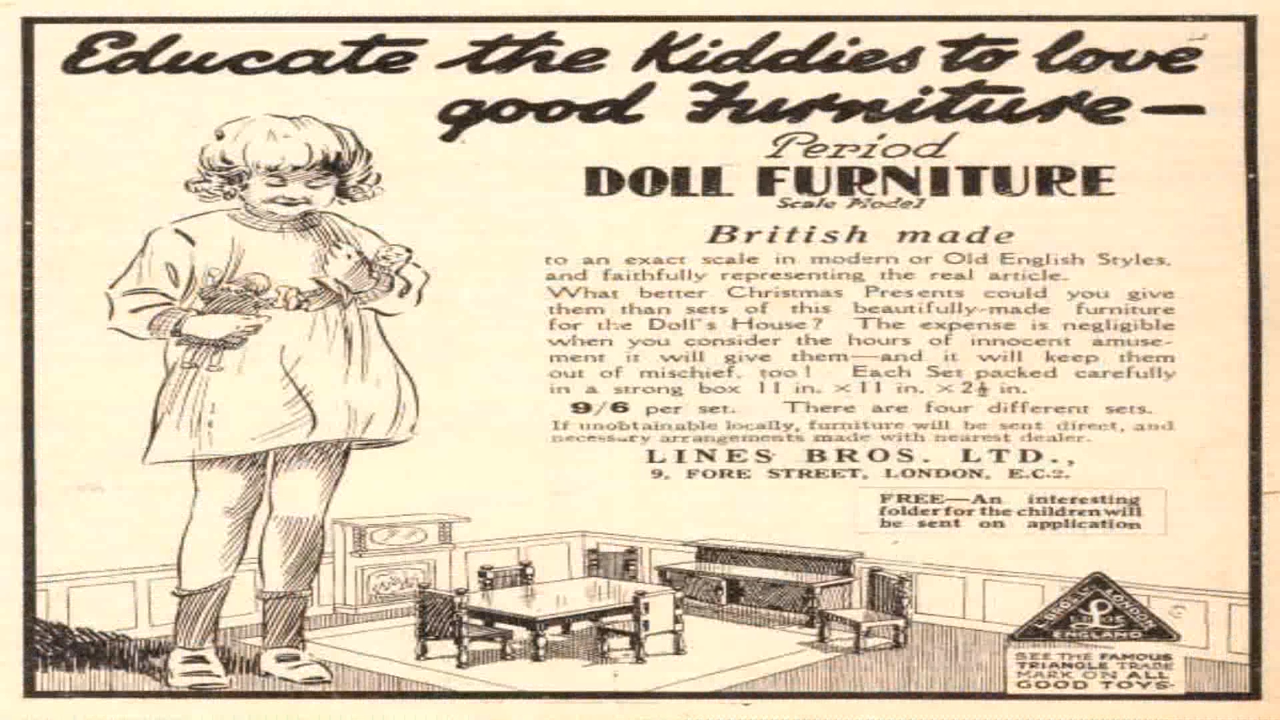 Educate the Kiddies to love
good Furniture—
Period
DOLL FURNITURE
Scale Model
British made
to an exact scale in modern or Old English Styles,
and faithfully representing the real article.
What better Christmas Presents could you give
them than sets of this beautifully-made furniture
for the Doll's House? The expense is negligible
when you consider the hours of innocent amuse-
ment it will give them—and it will keep them
out of mischief, too! Each Set packed carefully
in a strong box 11 in. × 11 in. × 2½ in.
9/6 per set. There are four different sets.
If unobtainable locally, furniture will be sent direct, and
necessary arrangements made with nearest dealer.
LINES BROS. LTD.,
9, FORE STREET, LONDON, E.C.2.
FREE—An interesting
folder for the children will
be sent on application
LONDON
ENGLAND
SEE THE FAMOUS
TRIANGLE TRADE
MARK ON ALL
GOOD TOYS